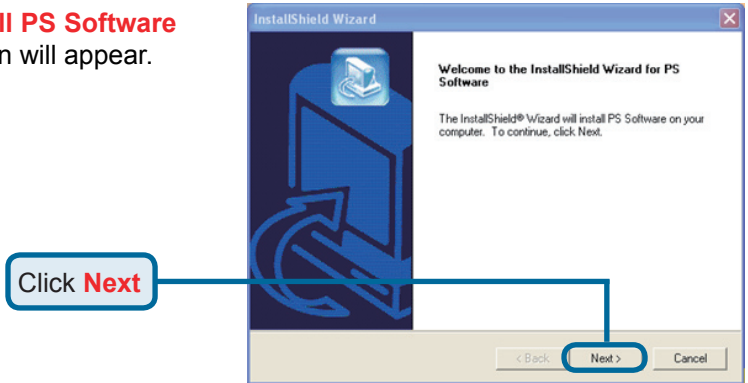 ll PS Software
n will appear.
InstallShield Wizard
Welcome to the InstallShield Wizard for PS
Software
The InstallShield® Wizard will install PS Software on your
computer. To continue, click Next.
Click Next
< Back
Next >
Cancel